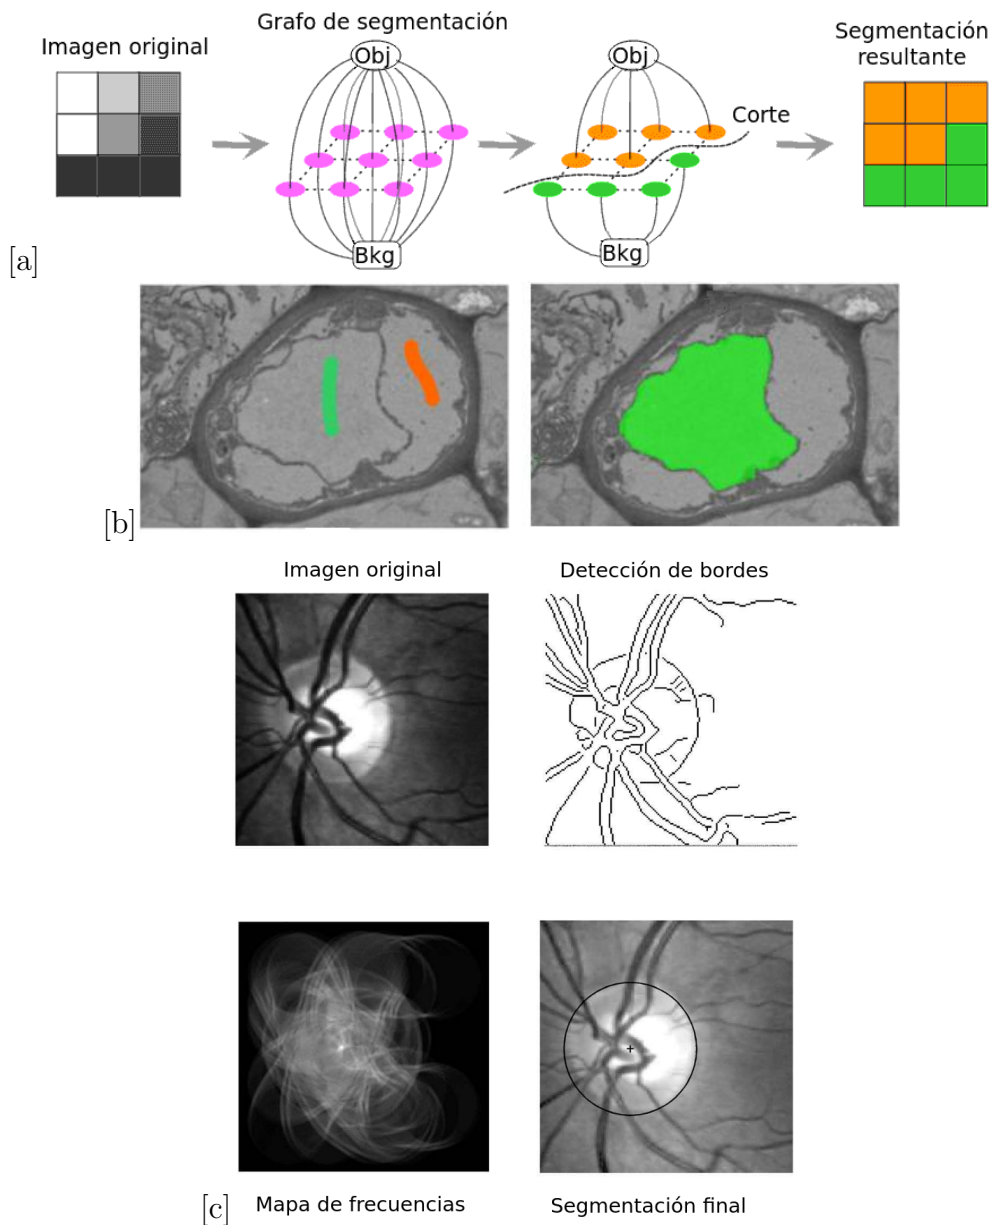 Imagen original
Grafo de segmentación
Segmentación
resultante
Obj
Obj
Corte
Bkg
Bkg
[a]
[b]
Imagen original
Detección de bordes
Mapa de frecuencias
Segmentación final
[c]